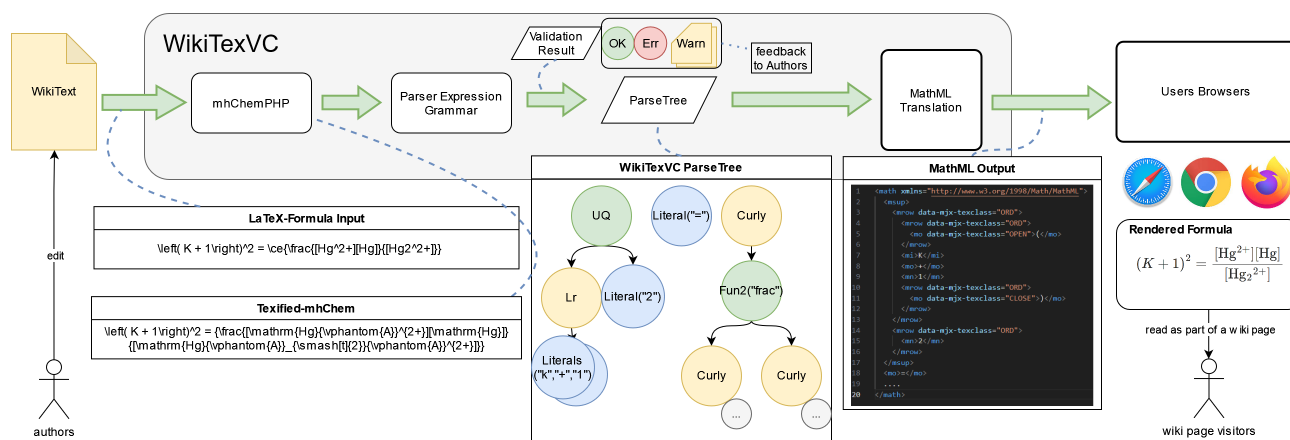 WikiTexVC
WikiText
mhChemPHP
Parser Expression
Grammar
Validation
Result
OK
Err
Warn
feedback
to Authors
ParseTree
MathML
Translation
Users Browsers
edit
authors
LaTeX-Formula Input
\left( K + 1\right)^2 = \ce{\frac{[Hg^2+][Hg]}{[Hg2^2+]}}
Texified-mhChem
\left( K + 1\right)^2 = {\frac{[\mathrm{Hg}{\vphantom{A}}^{2+}][\mathrm{Hg}]}
{[\mathrm{Hg}{\vphantom{A}}_{\smash[t]{2}}{\vphantom{A}}^{2+}]}}
WikiTexVC ParseTree
UQ
Literal("=")
Curly
Lr
Literal("2")
Fun2("frac")
Literals
("k","+","1")
Curly
Curly
...
...
MathML Output
1 <math xmlns="http://www.w3.org/1998/Math/MathML">
2 <msup>
3 <mrow data-mjx-texclass="ORD">
4 <mrow data-mjx-texclass="ORD">
5 <mo data-mjx-texclass="OPEN">(</mo>
6 </mrow>
7 <mi>K</mi>
8 <mo>+</mo>
9 <mn>1</mn>
10 <mrow data-mjx-texclass="ORD">
11 <mo data-mjx-texclass="CLOSE">)</mo>
12 </mrow>
13 </mrow>
14 <mrow data-mjx-texclass="ORD">
15 <mn>2</mn>
16 </mrow>
17 </msup>
18 <mo>=</mo>
19 ....
20 </math>
Rendered Formula
(K + 1)² = [Hg²⁺][Hg] / [Hg₂²⁺]
read as part of a wiki page
wiki page visitors